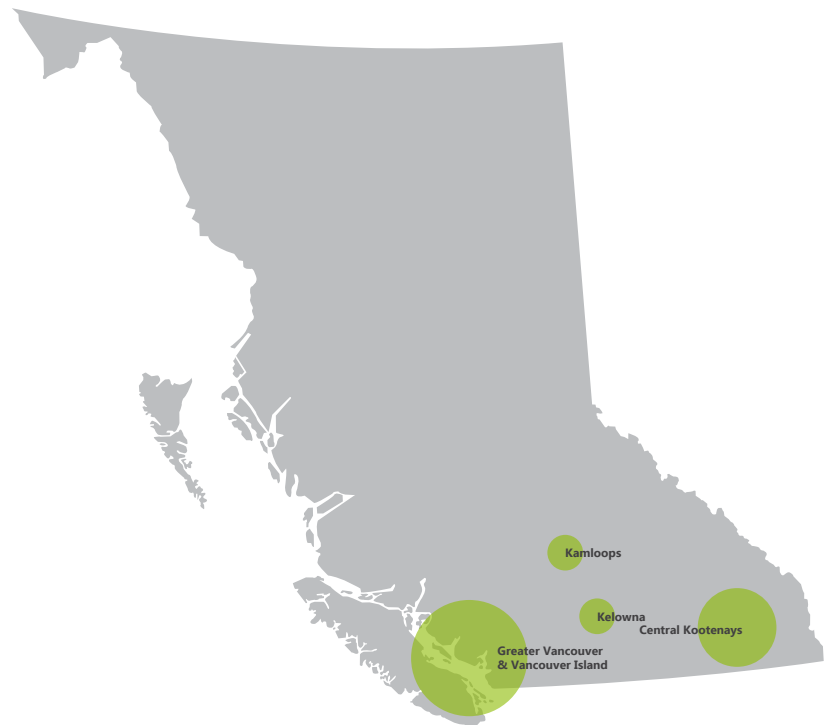 Kamloops
Kelowna
Central Kootenays
Greater Vancouver
& Vancouver Island